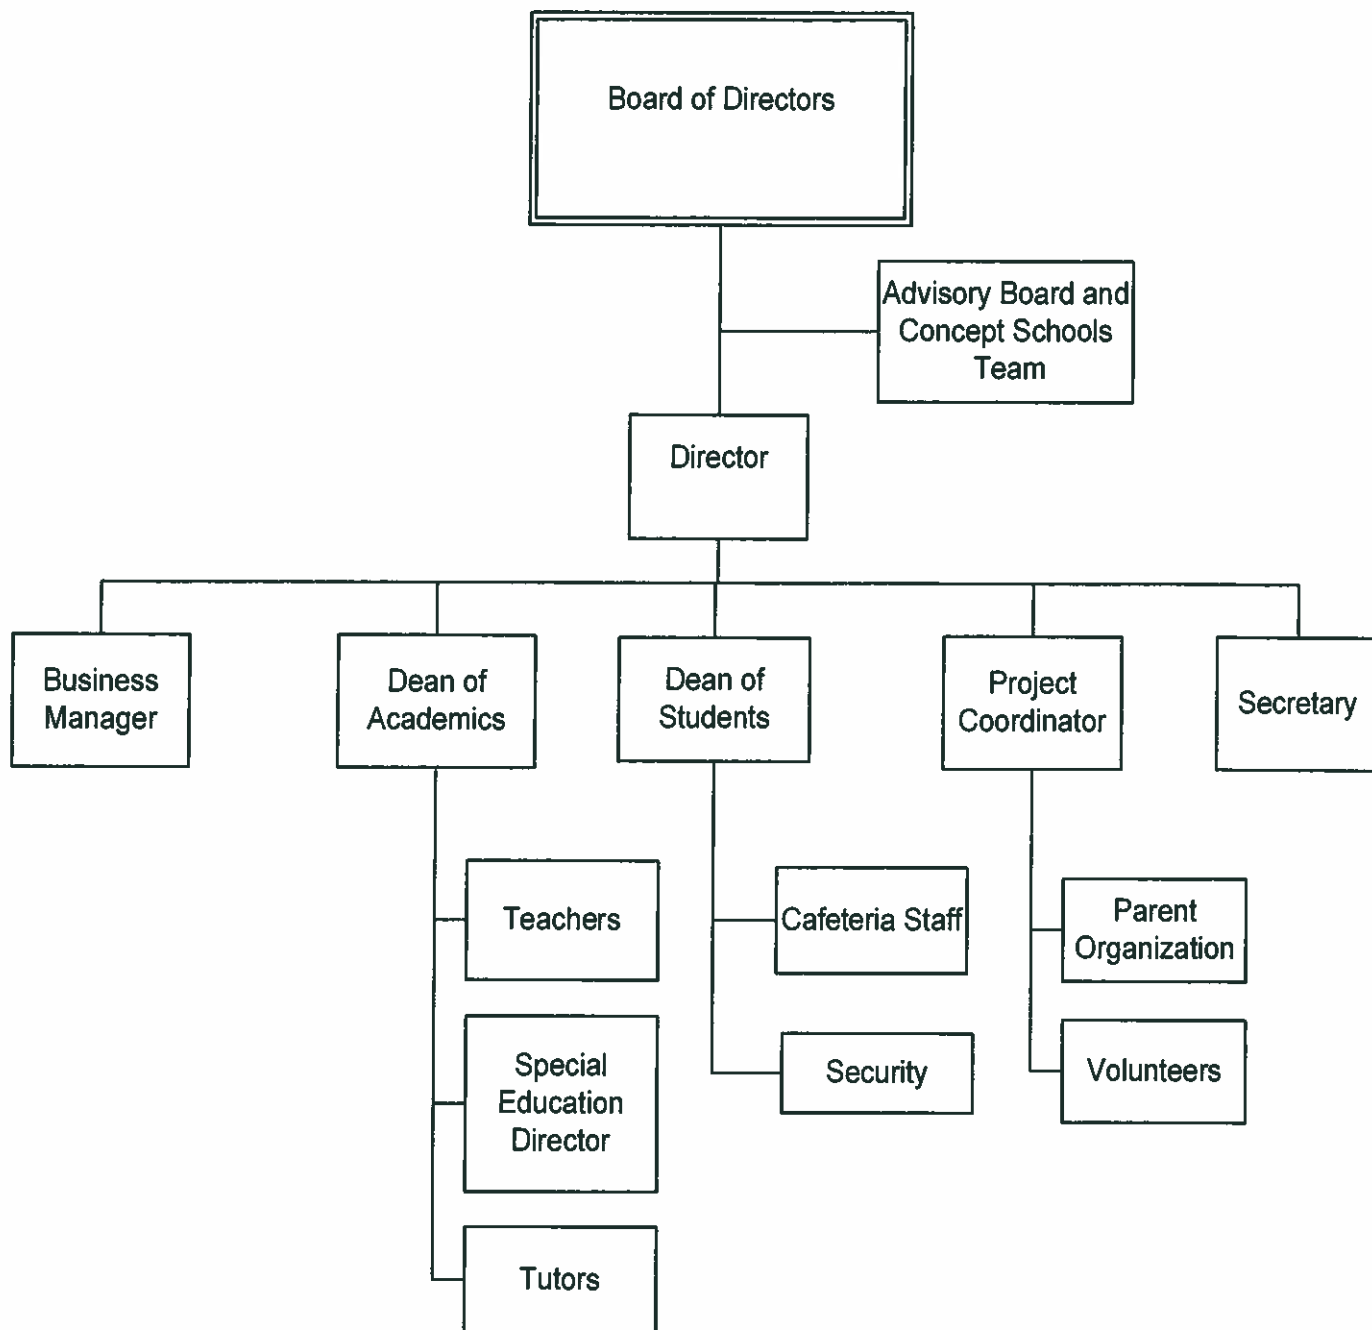 Board of Directors
Advisory Board and
Concept Schools
Team
Director
Business
Manager
Dean of
Academics
Dean of
Students
Project
Coordinator
Secretary
Teachers
Cafeteria Staff
Parent
Organization
Special
Education
Director
Security
Volunteers
Tutors